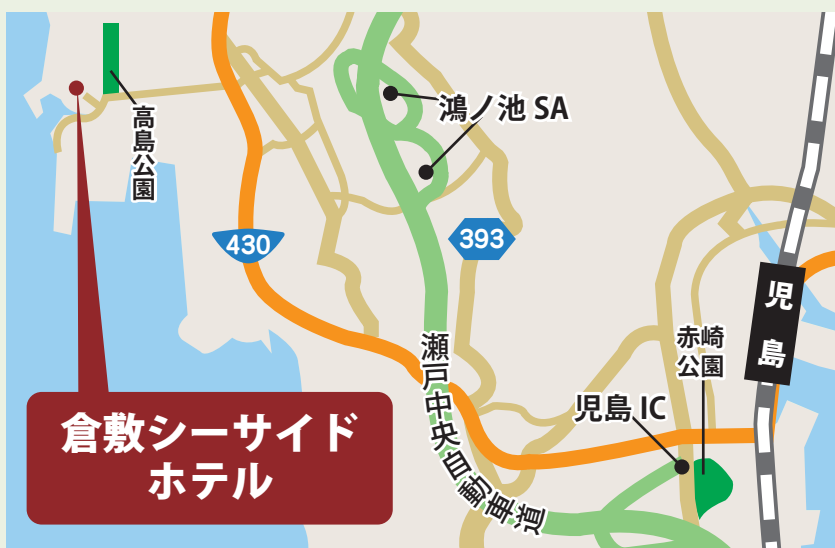 鴻ノ池 SA
高島公園
430
393
瀬戸中央自動車道
児島
赤崎
公園
児島 IC
倉敷シーサイド
ホテル